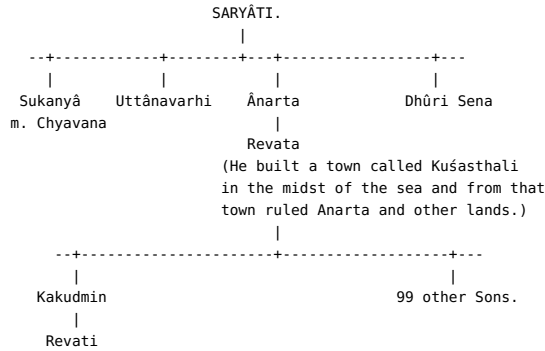 SARYÂTI.
Sukanyâ Uttânavarhi Ânarta Dhûri Sena
m. Chyavana
Revata
(He built a town called Kuśasthali
in the midst of the sea and from that
town ruled Anarta and other lands.)
Kakudmin 99 other Sons.
Revati